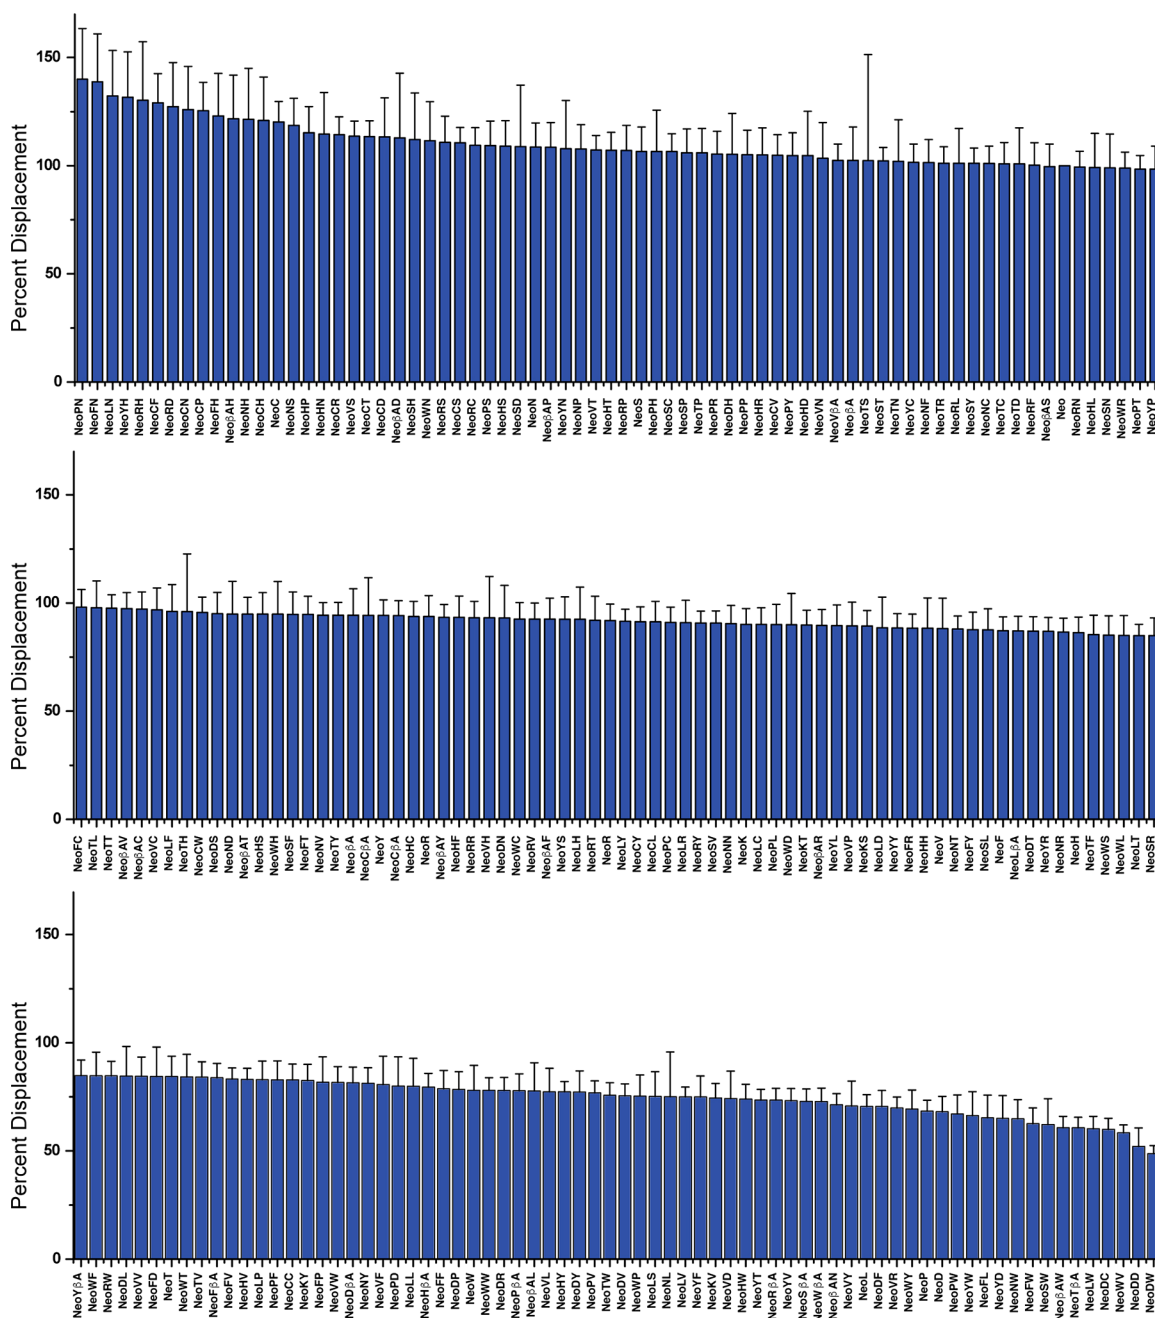 Percent Displacement
150
100
50
0
NeoPN
NeoFN
NeoLN
NeoYH
NeoRH
NeoCF
NeoRD
NeoCN
NeoCP
NeoFH
NeoβAH
NeoNH
NeoCH
NeoC
NeoNS
NeoHP
NeoHN
NeoCR
NeoVS
NeoCT
NeoCD
NeoβAD
NeoSH
NeoWN
NeoRS
NeoCS
NeoRC
NeoPS
NeoHS
NeoSD
NeoN
NeoβAP
NeoYN
NeoNP
NeoVT
NeoHT
NeoRP
NeoS
NeoPH
NeoSC
NeoSP
NeoTP
NeoPR
NeoDH
NeoPP
NeoHR
NeoCV
NeoPY
NeoHD
NeoVN
NeoVβA
NeoβA
NeoTS
NeoST
NeoTN
NeoYC
NeoNF
NeoTR
NeoRL
NeoSY
NeoNC
NeoTC
NeoTD
NeoRF
NeoβAS
Neo
NeoRN
NeoHL
NeoSN
NeoWR
NeoPT
NeoYP
Percent Displacement
150
100
50
0
NeoFC
NeoTL
NeoTT
NeoβAV
NeoβAC
NeoVC
NeoLF
NeoTH
NeoCW
NeoDS
NeoND
NeoβAT
NeoHS
NeoWH
NeoSF
NeoFT
NeoNV
NeoTY
NeoβA
NeoCβA
NeoY
NeoCβA
NeoHC
NeoR
NeoβAY
NeoHF
NeoRR
NeoVH
NeoDN
NeoWC
NeoRV
NeoβAF
NeoYS
NeoLH
NeoRT
NeoR
NeoLY
NeoCY
NeoCL
NeoPC
NeoLR
NeoRY
NeoSV
NeoNN
NeoK
NeoLC
NeoPL
NeoWD
NeoKT
NeoβAR
NeoYL
NeoVP
NeoKS
NeoLD
NeoYY
NeoFR
NeoHH
NeoV
NeoNT
NeoFY
NeoSL
NeoF
NeoLβA
NeoDT
NeoYR
NeoNR
NeoH
NeoTF
NeoWS
NeoWL
NeoLT
NeoSR
Percent Displacement
150
100
50
0
NeoYβA
NeoWF
NeoRW
NeoDL
NeoVV
NeoFD
NeoT
NeoWT
NeoTV
NeoFβA
NeoFV
NeoHV
NeoLP
NeoPF
NeoCC
NeoKY
NeoFP
NeoVW
NeoDβA
NeoNY
NeoVF
NeoPD
NeoLL
NeoHβA
NeoFF
NeoDP
NeoW
NeoWW
NeoDR
NeoPβA
NeoβAL
NeoVL
NeoHY
NeoDY
NeoPV
NeoTW
NeoDV
NeoWP
NeoLS
NeoNL
NeoLV
NeoYF
NeoKV
NeoVD
NeoHW
NeoYT
NeoRβA
NeoYV
NeoSβA
NeoWβA
NeoβAN
NeoVY
NeoL
NeoDF
NeoVR
NeoWY
NeoP
NeoD
NeoPW
NeoYW
NeoFL
NeoYD
NeoNW
NeoFW
NeoSW
NeoβAW
NeoTβA
NeoLW
NeoDC
NeoWV
NeoDD
NeoDW